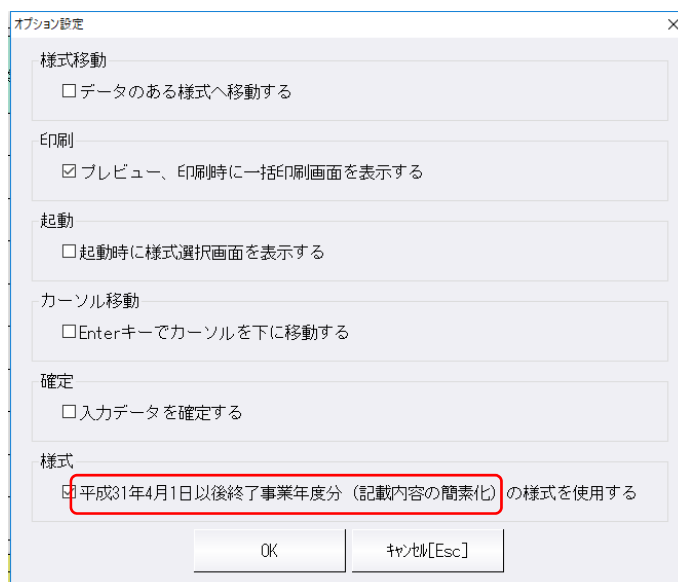 オプション設定
様式移動
データのある様式へ移動する
印刷
プレビュー、印刷時に一括印刷画面を表示する
起動
起動時に様式選択画面を表示する
カーソル移動
Enterキーでカーソルを下に移動する
確定
入力データを確定する
様式
平成31年4月1日以後終了事業年度分（記載内容の簡素化）の様式を使用する
OK
ｷｬﾝｾﾙ[Esc]